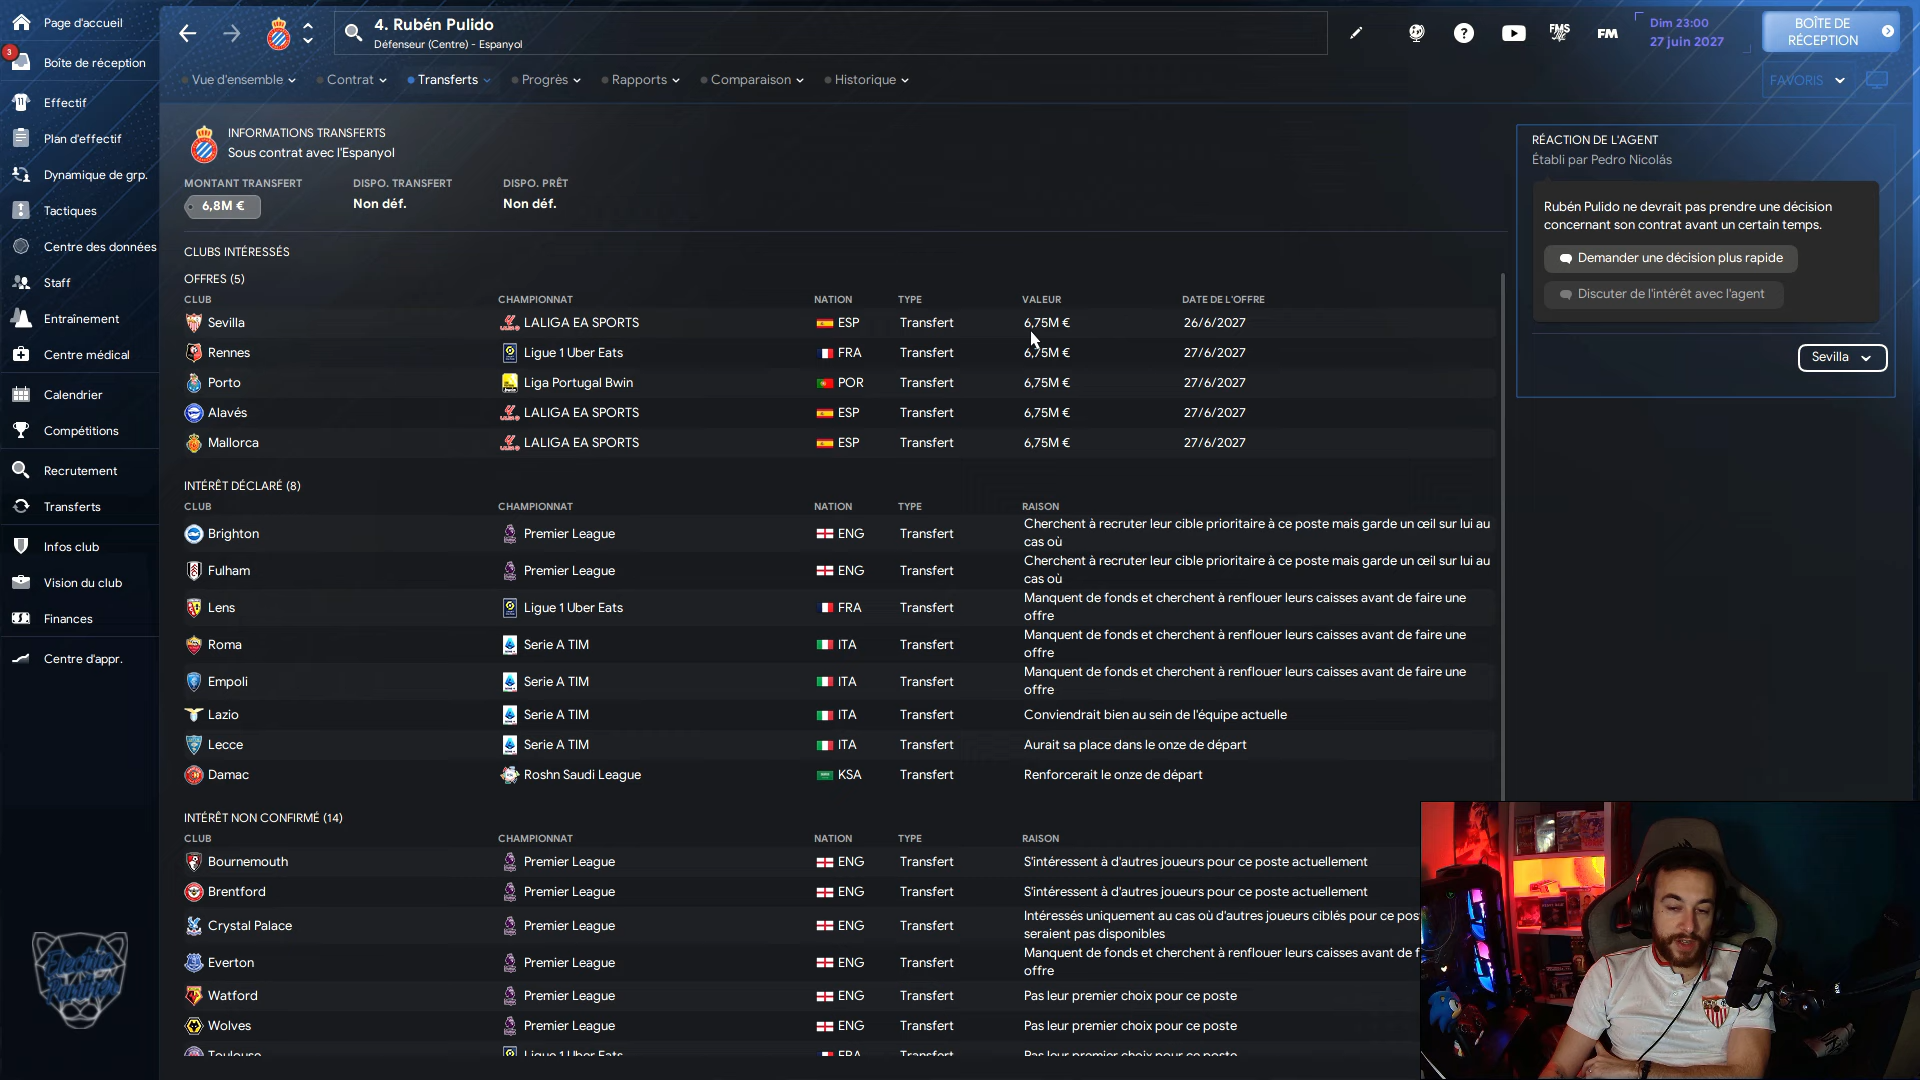 Page d'accueil
3
Boîte de réception
Effectif
Plan d'effectif
Dynamique de grp.
Tactiques
Centre des données
Staff
Entraînement
Centre médical
Calendrier
Compétitions
Recrutement
Transferts
Infos club
Vision du club
Finances
Centre d'appr.
4. Rubén Pulido
Défenseur (Centre) - Espanyol
FM
Dim 23:00
27 juin 2027
BOÎTE DE
RÉCEPTION
Vue d'ensemble
Contrat
Transferts
Progrès
Rapports
Comparaison
Historique
FAVORIS
INFORMATIONS TRANSFERTS
Sous contrat avec l'Espanyol
MONTANT TRANSFERT DISPO. TRANSFERT DISPO. PRÊT
6,8M € Non déf. Non déf.
CLUBS INTÉRESSÉS
OFFRES (5)
CLUB CHAMPIONNAT NATION TYPE VALEUR DATE DE L'OFFRE
Sevilla LALIGA EA SPORTS ESP Transfert 6,75M € 26/6/2027
Rennes Ligue 1 Uber Eats FRA Transfert 6,75M € 27/6/2027
Porto Liga Portugal Bwin POR Transfert 6,75M € 27/6/2027
Alavés LALIGA EA SPORTS ESP Transfert 6,75M € 27/6/2027
Mallorca LALIGA EA SPORTS ESP Transfert 6,75M € 27/6/2027
INTÉRÊT DÉCLARÉ (8)
CLUB CHAMPIONNAT NATION TYPE RAISON
Brighton Premier League ENG Transfert Cherchent à recruter leur cible prioritaire à ce poste mais garde un œil sur lui au
cas où
Fulham Premier League ENG Transfert Cherchent à recruter leur cible prioritaire à ce poste mais garde un œil sur lui au
cas où
Lens Ligue 1 Uber Eats FRA Transfert Manquent de fonds et cherchent à renflouer leurs caisses avant de faire une
offre
Roma Serie A TIM ITA Transfert Manquent de fonds et cherchent à renflouer leurs caisses avant de faire une
offre
Empoli Serie A TIM ITA Transfert Manquent de fonds et cherchent à renflouer leurs caisses avant de faire une
offre
Lazio Serie A TIM ITA Transfert Conviendrait bien au sein de l'équipe actuelle
Lecce Serie A TIM ITA Transfert Aurait sa place dans le onze de départ
Damac Roshn Saudi League KSA Transfert Renforcerait le onze de départ
INTÉRÊT NON CONFIRMÉ (14)
CLUB CHAMPIONNAT NATION TYPE RAISON
Bournemouth Premier League ENG Transfert S'intéressent à d'autres joueurs pour ce poste actuellement
Brentford Premier League ENG Transfert S'intéressent à d'autres joueurs pour ce poste actuellement
Crystal Palace Premier League ENG Transfert Intéressés uniquement au cas où d'autres joueurs ciblés pour ce pos
seraient pas disponibles
Everton Premier League ENG Transfert Manquent de fonds et cherchent à renflouer leurs caisses avant de f
offre
Watford Premier League ENG Transfert Pas leur premier choix pour ce poste
Wolves Premier League ENG Transfert Pas leur premier choix pour ce poste
Toulouse Ligue 1 Uber Eats FRA Transfert Pas leur premier choix pour ce poste
RÉACTION DE L'AGENT
Établi par Pedro Nicolás
Rubén Pulido ne devrait pas prendre une décision
concernant son contrat avant un certain temps.
Demander une décision plus rapide
Discuter de l'intérêt avec l'agent
Sevilla